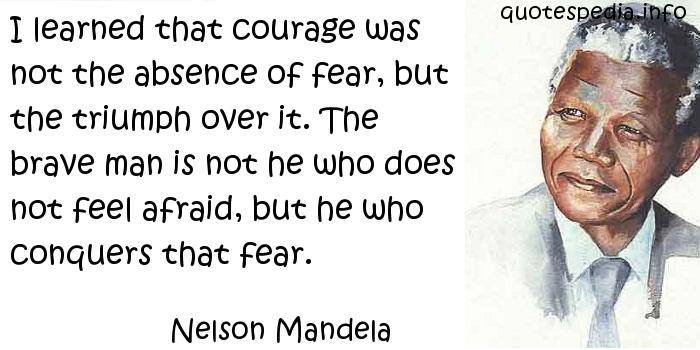 quotespedia.info
I learned that courage was
not the absence of fear, but
the triumph over it. The
brave man is not he who does
not feel afraid, but he who
conquers that fear.
Nelson Mandela